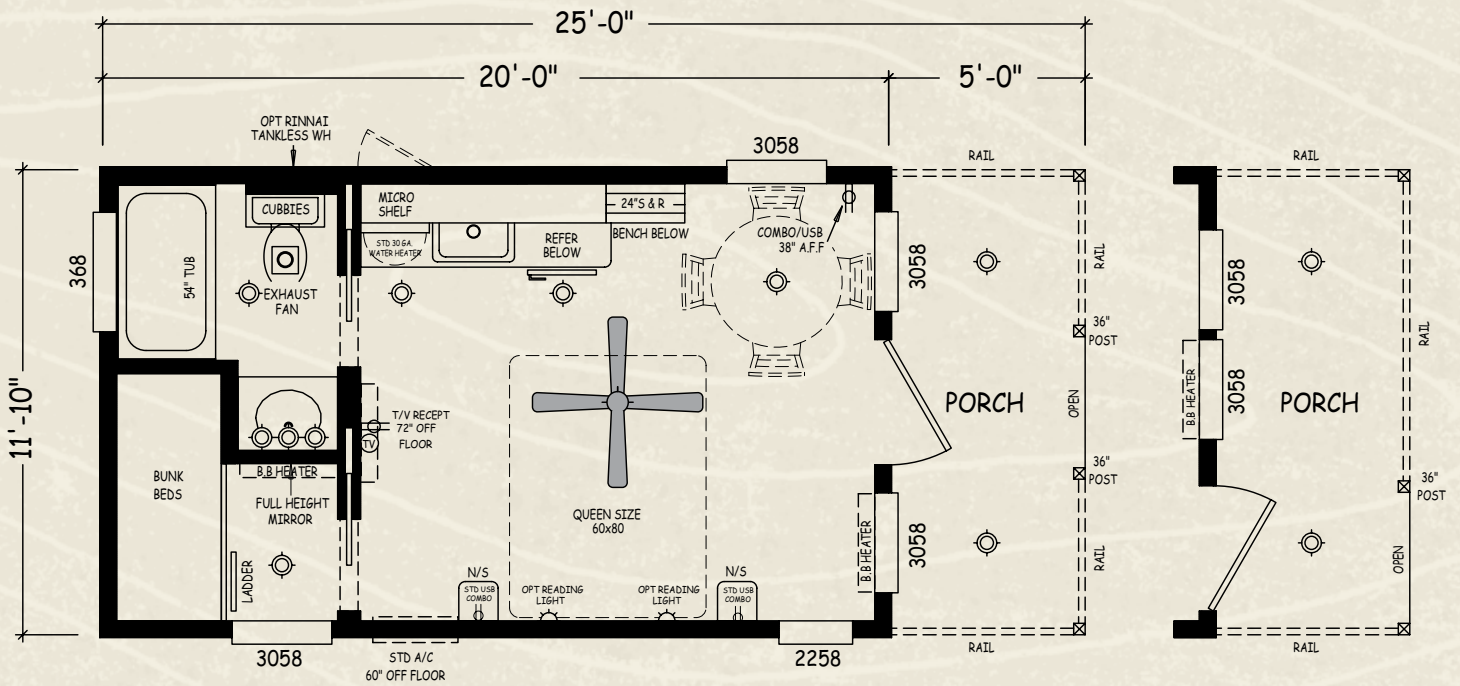 25'-0"
20'-0"
5'-0"
OPT RINNAI
TANKLESS WH
3058
RAIL
RAIL
MICRO
SHELF
CUBBIES
24"S & R
STD 30 GA.
WATER HEATER
REFER
BELOW
BENCH BELOW
COMBO/USB
38" A.F.F
368
54" TUB
EXHAUST
FAN
3058
RAIL
3058
RAIL
36"
POST
11'-10"
T/V RECEPT
72" OFF
FLOOR
TV
PORCH
OPEN
B.B HEATER
3058
PORCH
BUNK
BEDS
B.B HEATER
FULL HEIGHT
MIRROR
36"
POST
36"
POST
QUEEN SIZE
60x80
LADDER
B.B HEATER
3058
RAIL
OPEN
N/S
STD USB
COMBO
OPT READING
LIGHT
OPT READING
LIGHT
N/S
STD USB
COMBO
3058
STD A/C
60" OFF FLOOR
2258
RAIL
RAIL